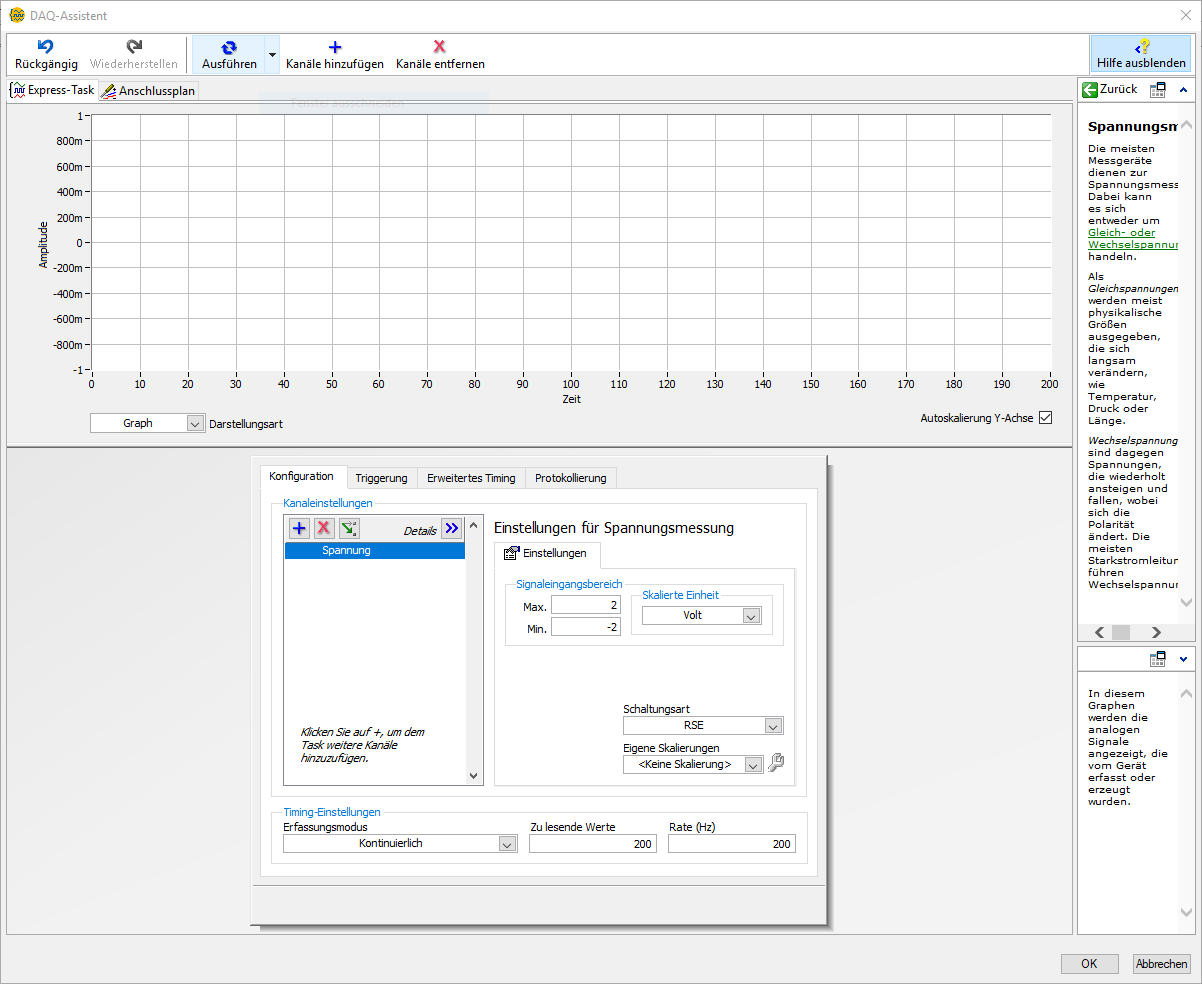 DAQ-Assistent
Rückgängig
Wiederherstellen
Ausführen
Kanäle hinzufügen
Kanäle entfernen
Hilfe ausblenden
Express-Task
Anschlussplan
Fenster ausschneiden
Zurück
1
800m
600m
400m
200m
0
-200m
-400m
-600m
-800m
-1
Amplitude
0 10 20 30 40 50 60 70 80 90 100 110 120 130 140 150 160 170 180 190 200
Zeit
Graph
Darstellungsart
Autoskalierung Y-Achse
Konfiguration
Triggerung
Erweitertes Timing
Protokollierung
Kanaleinstellungen
Details
Spannung
Klicken Sie auf +, um dem
Task weitere Kanäle
hinzuzufügen.
Einstellungen für Spannungsmessung
Einstellungen
Signaleingangsbereich
Max. 2
Min. -2
Skalierte Einheit
Volt
Schaltungsart
RSE
Eigene Skalierungen
<Keine Skalierung>
Timing-Einstellungen
Erfassungsmodus
Kontinuierlich
Zu lesende Werte
200
Rate (Hz)
200
Spannungsm
Die meisten
Messgeräte
dienen zur
Spannungsmess
Dabei kann
es sich
entweder um
Gleich- oder
Wechselspannur
handeln.
Als
Gleichspannungen
werden meist
physikalische
Größen
ausgegeben,
die sich
langsam
verändern,
wie
Temperatur,
Druck oder
Länge.
Wechselspannung
sind dagegen
Spannungen,
die wiederholt
ansteigen und
fallen, wobei
sich die
Polarität
ändert. Die
meisten
Starkstromleitur
führen
Wechselspannur
In diesem
Graphen
werden die
analogen
Signale
angezeigt, die
vom Gerät
erfasst oder
erzeugt
wurden.
OK
Abbrechen